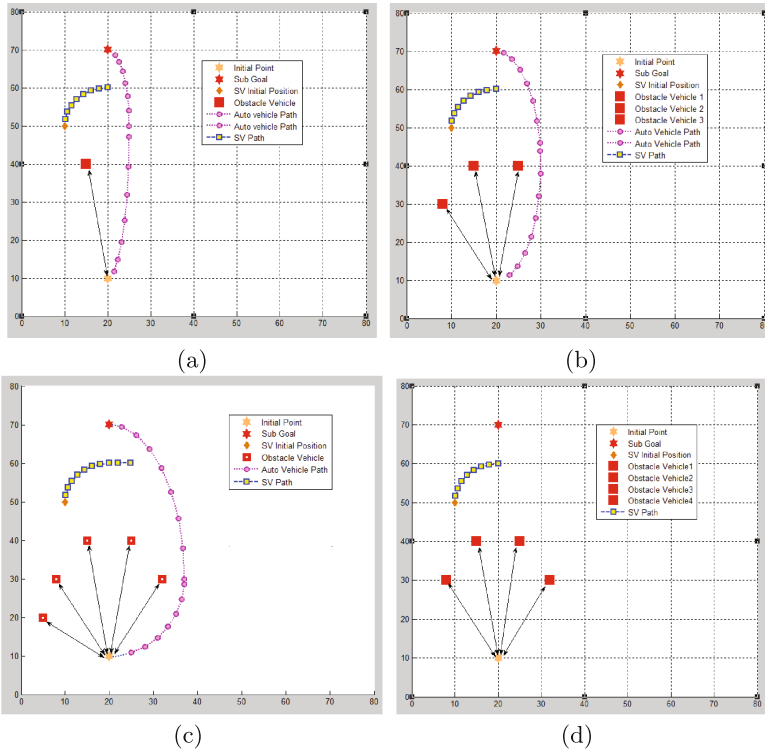 80
70
60
50
40
30
20
10
0
0
10
20
30
40
50
60
70
80
Initial Point
Sub Goal
SV Initial Position
Obstacle Vehicle
Auto vehicle Path
Auto vehicle Path
SV Path
(a)
80
70
60
50
40
30
20
10
0
0
10
20
30
40
50
60
70
80
Initial Point
Sub Goal
SV Initial Position
Obstacle Vehicle 1
Obstacle Vehicle 2
Obstacle Vehicle 3
Auto Vehicle Path
Auto Vehicle Path
SV Path
(b)
80
70
60
50
40
30
20
10
0
0
10
20
30
40
50
60
70
80
Initial Point
Sub Goal
SV Initial Position
Obstacle Vehicle
Auto Vehicle Path
SV Path
(c)
80
70
60
50
40
30
20
10
0
0
10
20
30
40
50
60
70
80
Initial Point
Sub Goal
SV Initial Position
Obstacle Vehicle1
Obstacle Vehicle2
Obstacle Vehicle3
Obstacle Vehicle4
SV Path
(d)